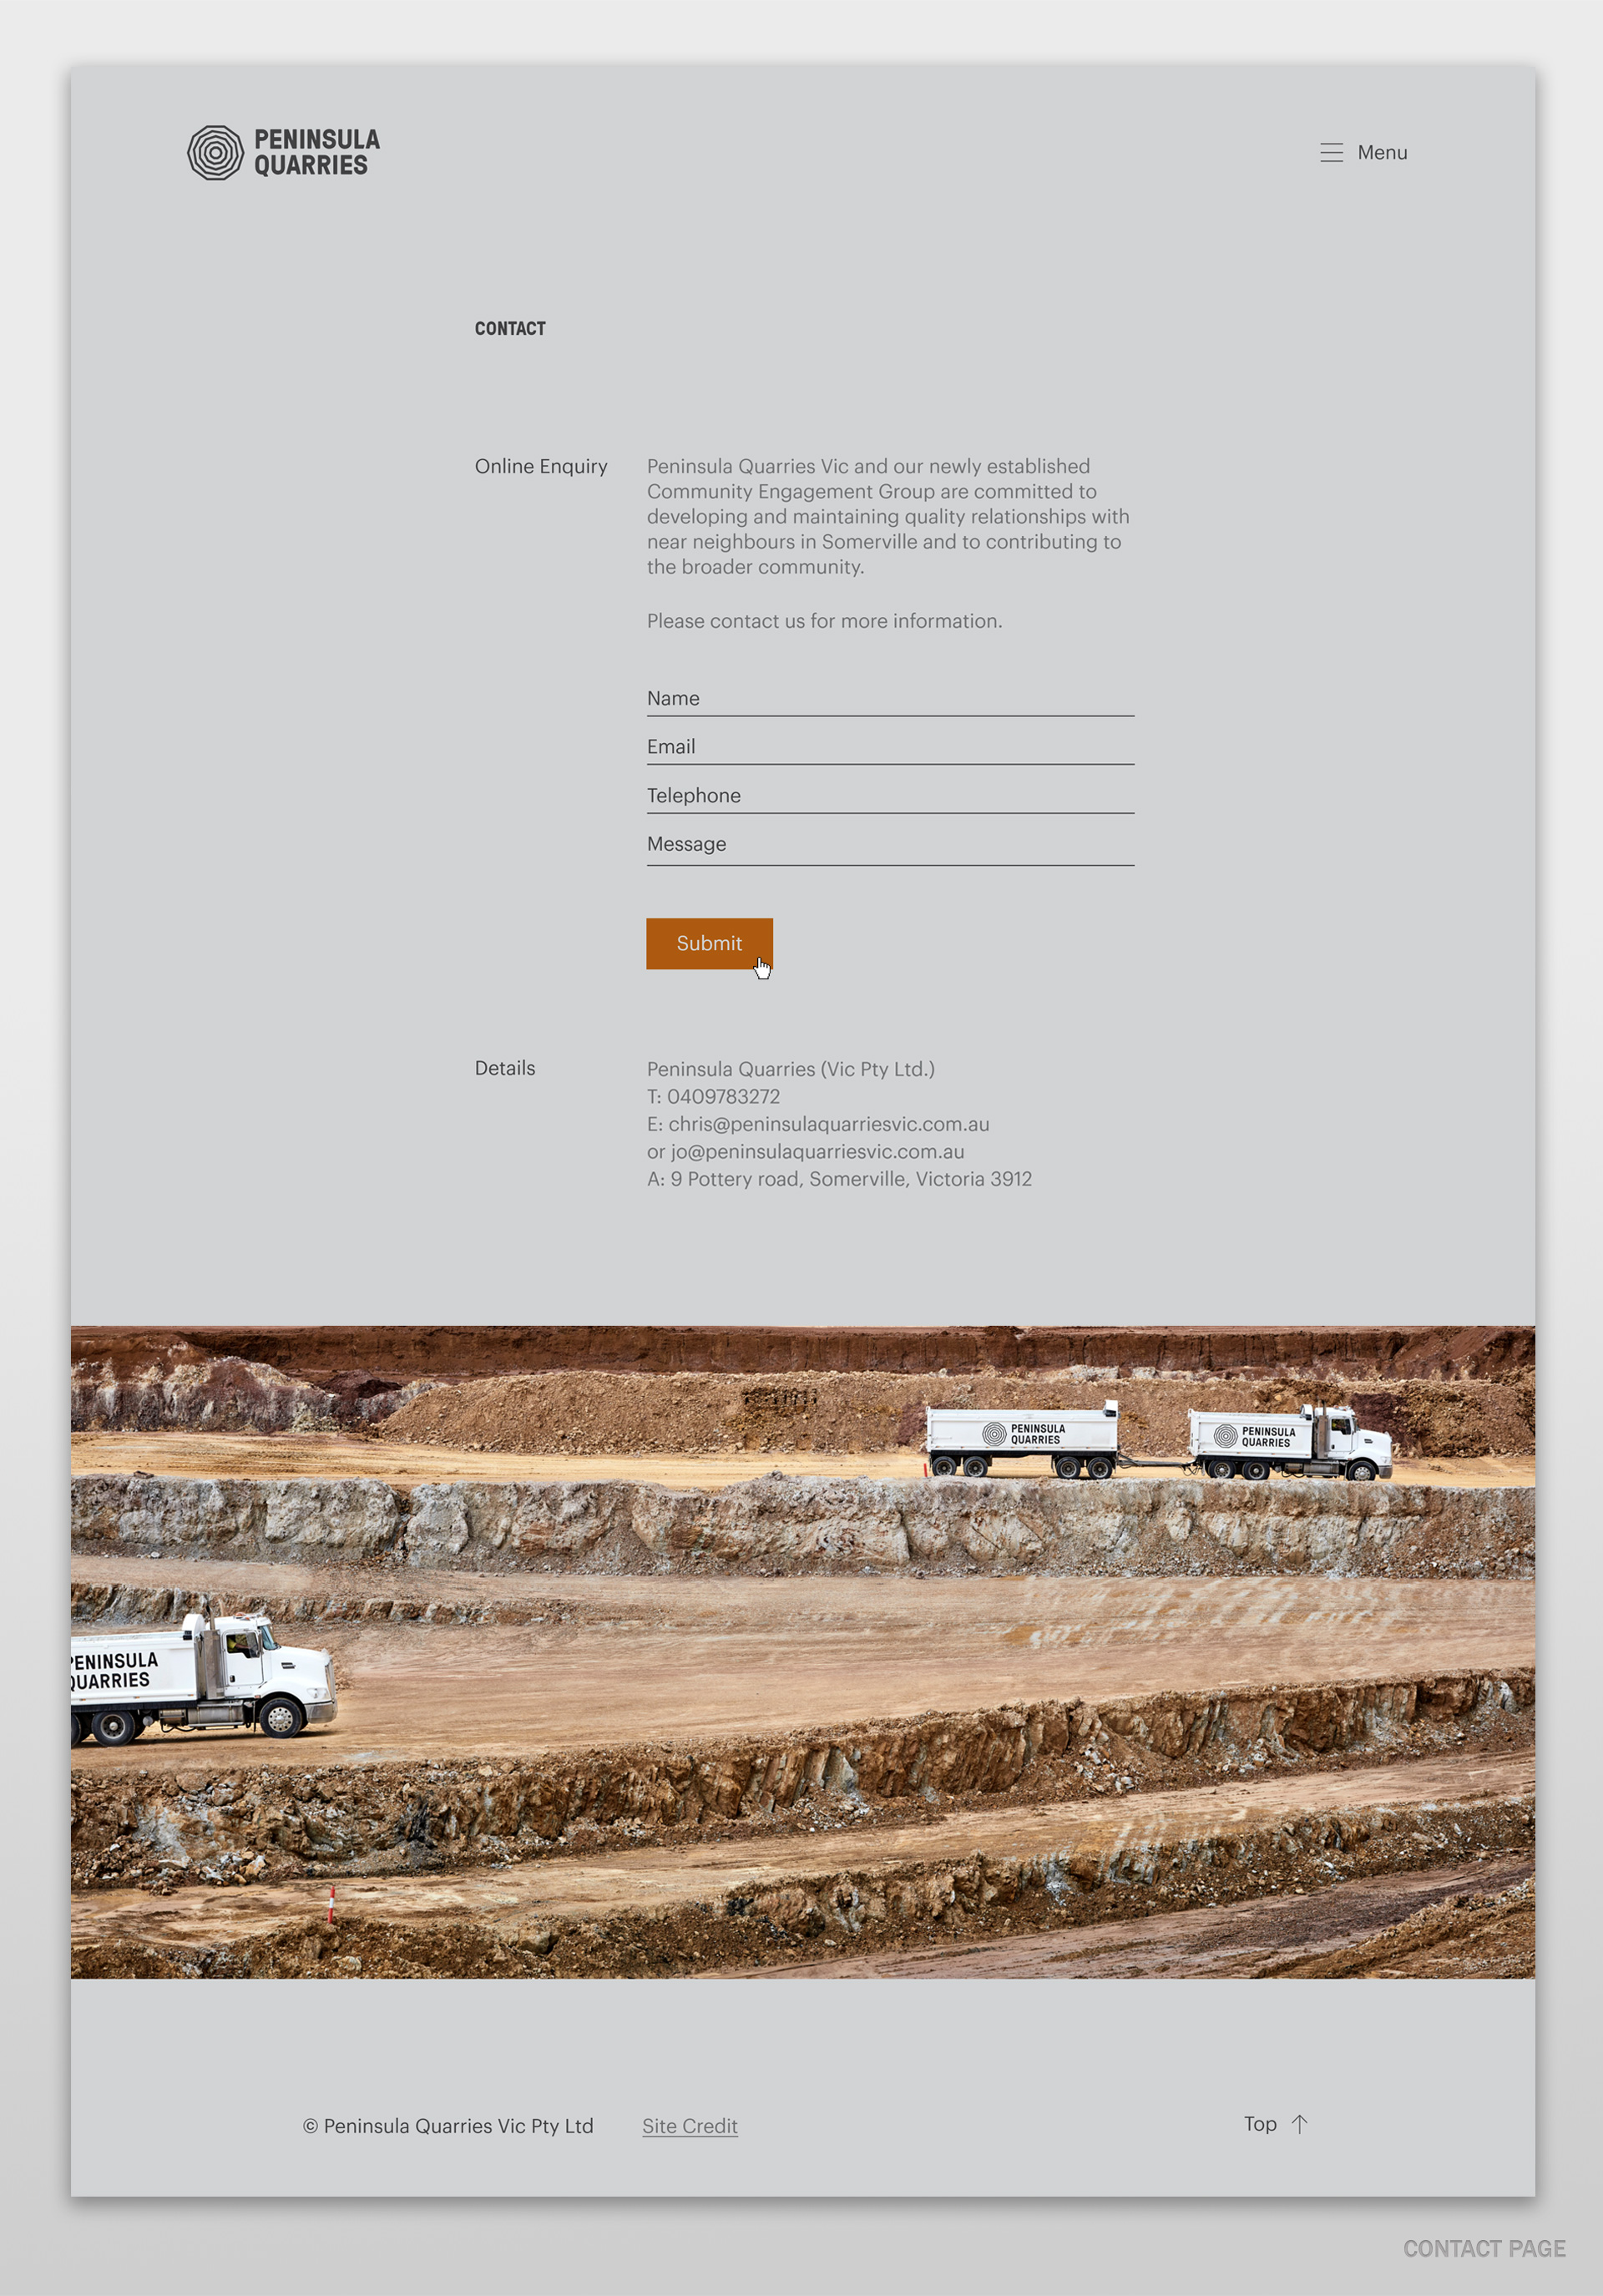 PENINSULA
QUARRIES
Menu
CONTACT
Online Enquiry
Peninsula Quarries Vic and our newly established
Community Engagement Group are committed to
developing and maintaining quality relationships with
near neighbours in Somerville and to contributing to
the broader community.
Please contact us for more information.
Name
Email
Telephone
Message
Submit
Details
Peninsula Quarries (Vic Pty Ltd.)
T: 0409783272
E: chris@peninsulaquarriesvic.com.au
or jo@peninsulaquarriesvic.com.au
A: 9 Pottery road, Somerville, Victoria 3912
PENINSULA
QUARRIES
PENINSULA
QUARRIES
PENINSULA
QUARRIES
© Peninsula Quarries Vic Pty Ltd
Site Credit
Top
CONTACT PAGE